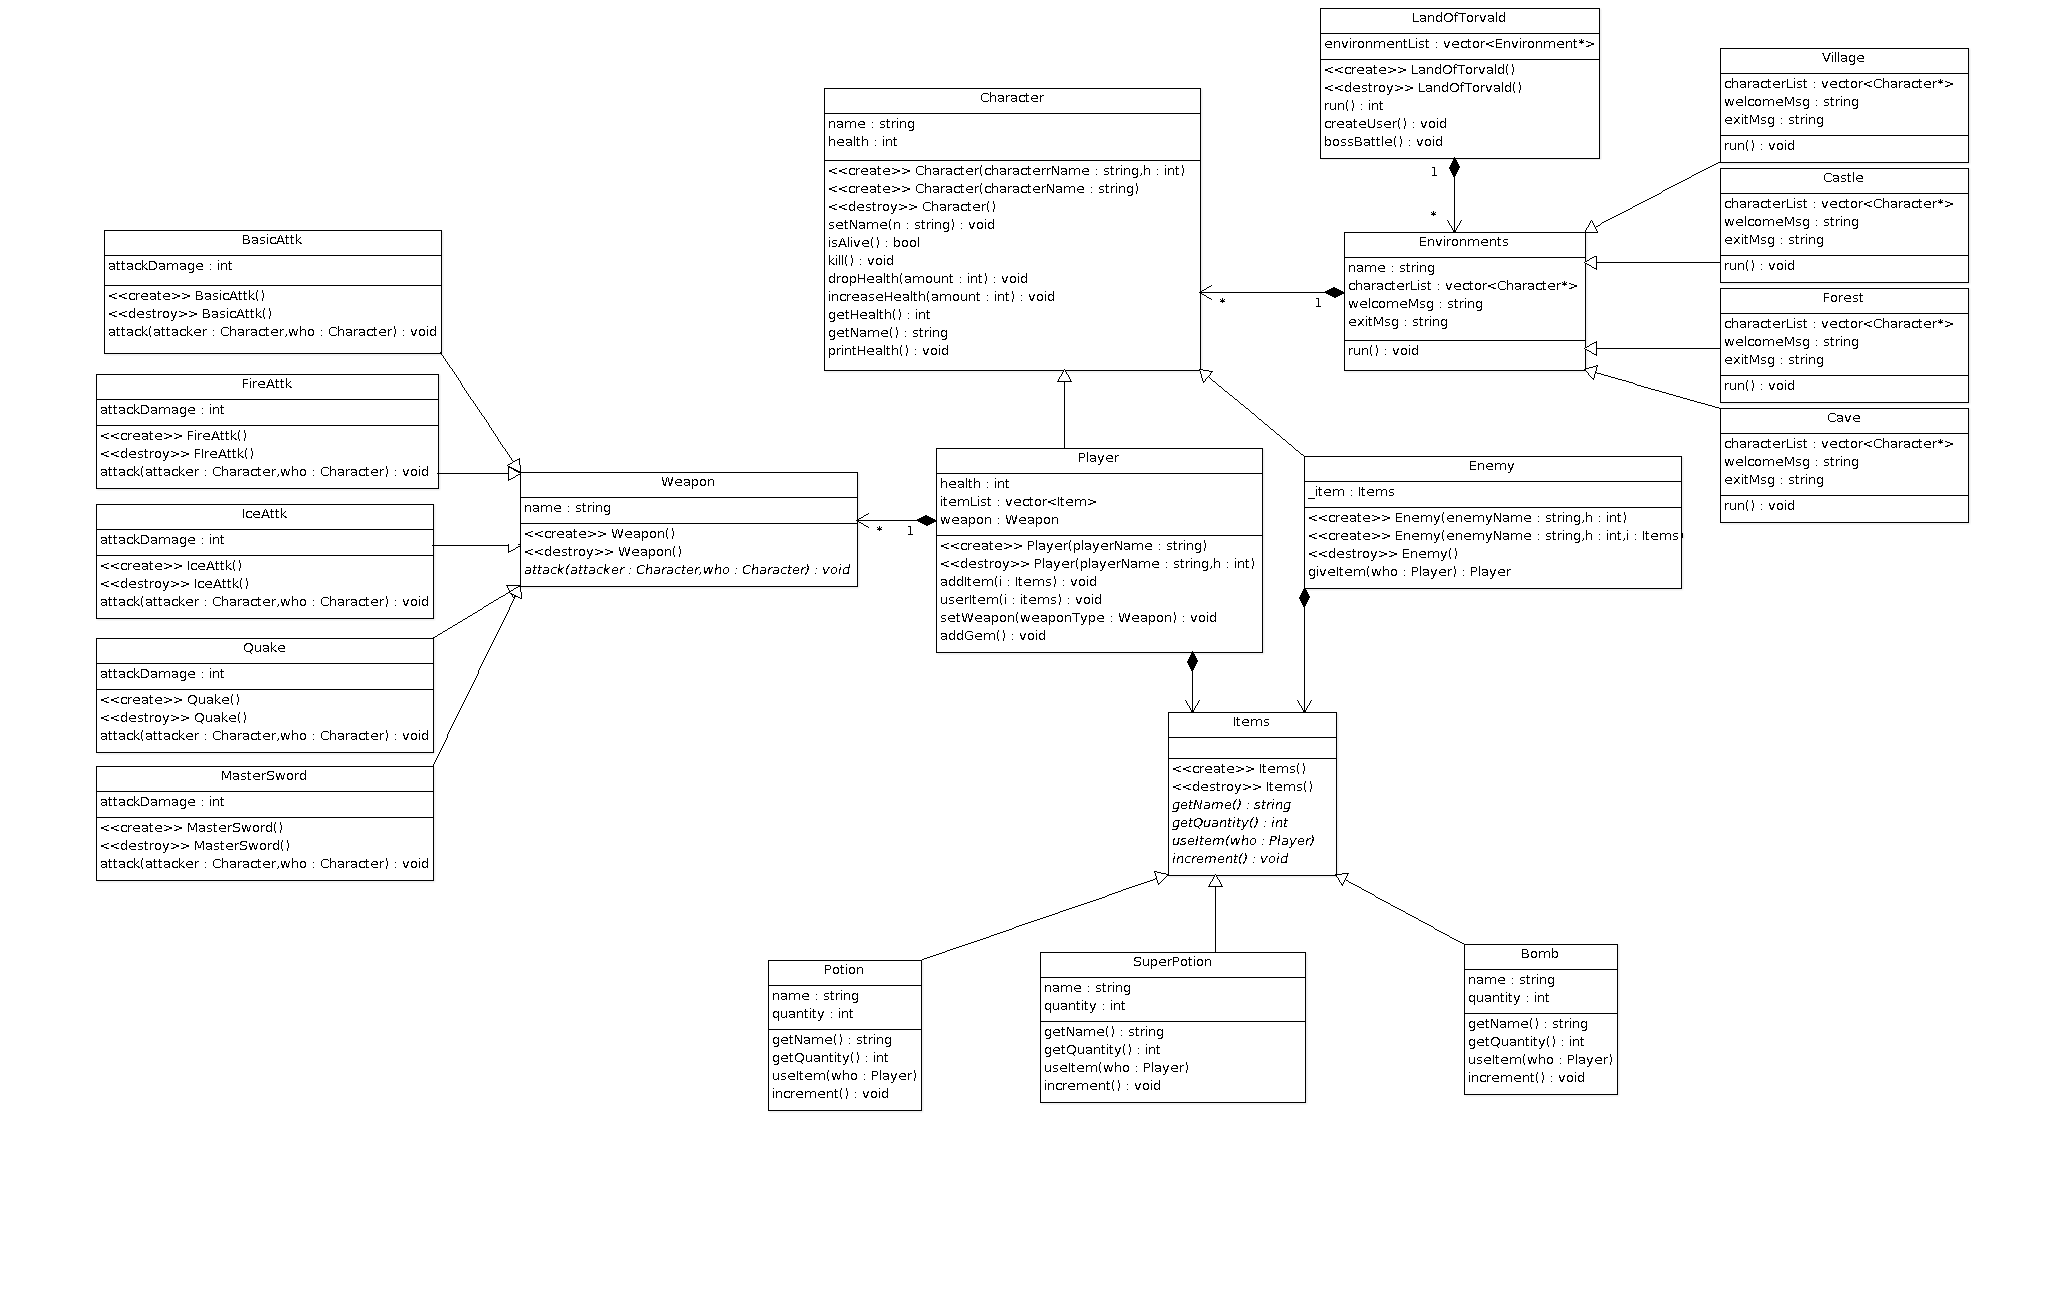 LandOfTorvald
environmentList : vector<Environment*>
<<create>> LandOfTorvald()
<<destroy>> LandOfTorvald()
run() : int
createUser() : void
bossBattle() : void
1
*
Village
characterList : vector<Character*>
welcomeMsg : string
exitMsg : string
run() : void
Castle
characterList : vector<Character*>
welcomeMsg : string
exitMsg : string
run() : void
Forest
characterList : vector<Character*>
welcomeMsg : string
exitMsg : string
run() : void
Cave
characterList : vector<Character*>
welcomeMsg : string
exitMsg : string
run() : void
Environments
name : string
characterList : vector<Character*>
welcomeMsg : string
exitMsg : string
run() : void
* 1
Character
name : string
health : int
<<create>> Character(characterrName : string,h : int)
<<create>> Character(characterName : string)
<<destroy>> Character()
setName(n : string) : void
isAlive() : bool
kill() : void
dropHealth(amount : int) : void
increaseHealth(amount : int) : void
getHealth() : int
getName() : string
printHealth() : void
BasicAttk
attackDamage : int
<<create>> BasicAttk()
<<destroy>> BasicAttk()
attack(attacker : Character,who : Character) : void
FireAttk
attackDamage : int
<<create>> FireAttk()
<<destroy>> FIreAttk()
attack(attacker : Character,who : Character) : void
IceAttk
attackDamage : int
<<create>> IceAttk()
<<destroy>> IceAttk()
attack(attacker : Character,who : Character) : void
Quake
attackDamage : int
<<create>> Quake()
<<destroy>> Quake()
attack(attacker : Character,who : Character) : void
MasterSword
attackDamage : int
<<create>> MasterSword()
<<destroy>> MasterSword()
attack(attacker : Character,who : Character) : void
Weapon
name : string
<<create>> Weapon()
<<destroy>> Weapon()
attack(attacker : Character,who : Character) : void
* 1
Player
health : int
itemList : vector<Item>
weapon : Weapon
<<create>> Player(playerName : string)
<<destroy>> Player(playerName : string,h : int)
addItem(i : Items) : void
userItem(i : items) : void
setWeapon(weaponType : Weapon) : void
addGem() : void
Enemy
_item : Items
<<create>> Enemy(enemyName : string,h : int)
<<create>> Enemy(enemyName : string,h : int,i : Items)
<<destroy>> Enemy()
giveItem(who : Player) : Player
Items
<<create>> Items()
<<destroy>> Items()
getName() : string
getQuantity() : int
useItem(who : Player)
increment() : void
Potion
name : string
quantity : int
getName() : string
getQuantity() : int
useItem(who : Player)
increment() : void
SuperPotion
name : string
quantity : int
getName() : string
getQuantity() : int
useItem(who : Player)
increment() : void
Bomb
name : string
quantity : int
getName() : string
getQuantity() : int
useItem(who : Player)
increment() : void